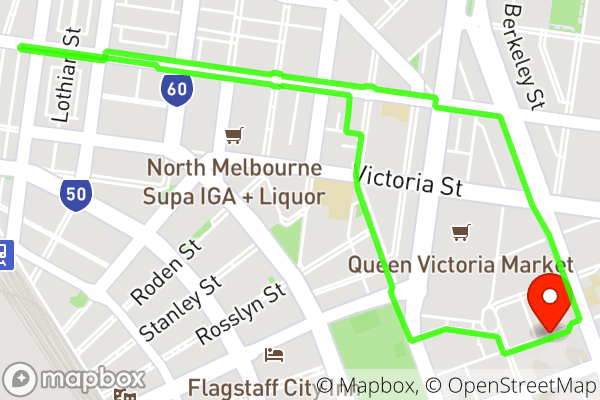 Lothian St
Berkeley St
60
North Melbourne
Supa IGA + Liquor
Victoria St
50
Queen Victoria Market
Roden St
Stanley St
Rosslyn St
Flagstaff City Inn
mapbox
© Mapbox, © OpenStreetMap